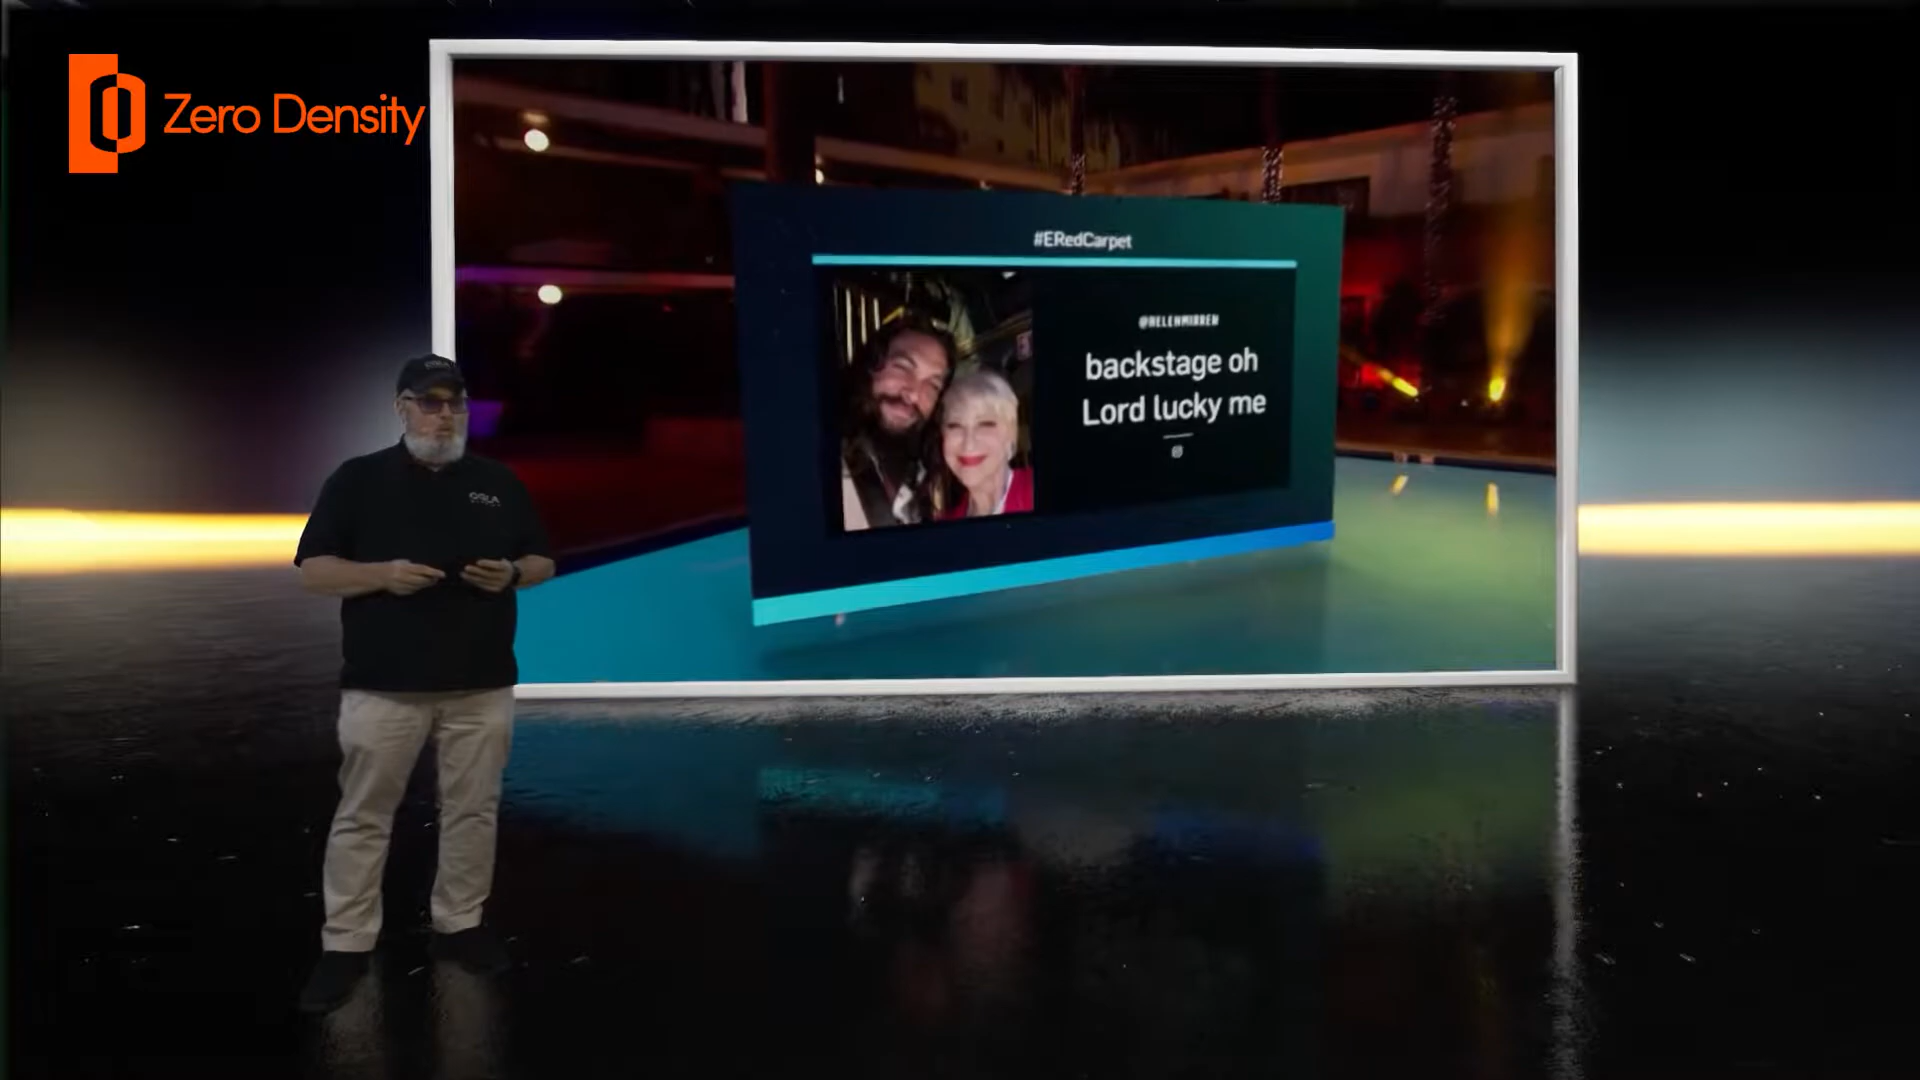 Zero Density
#ERedCarpet
@HELENMIRREN
backstage oh
Lord lucky me